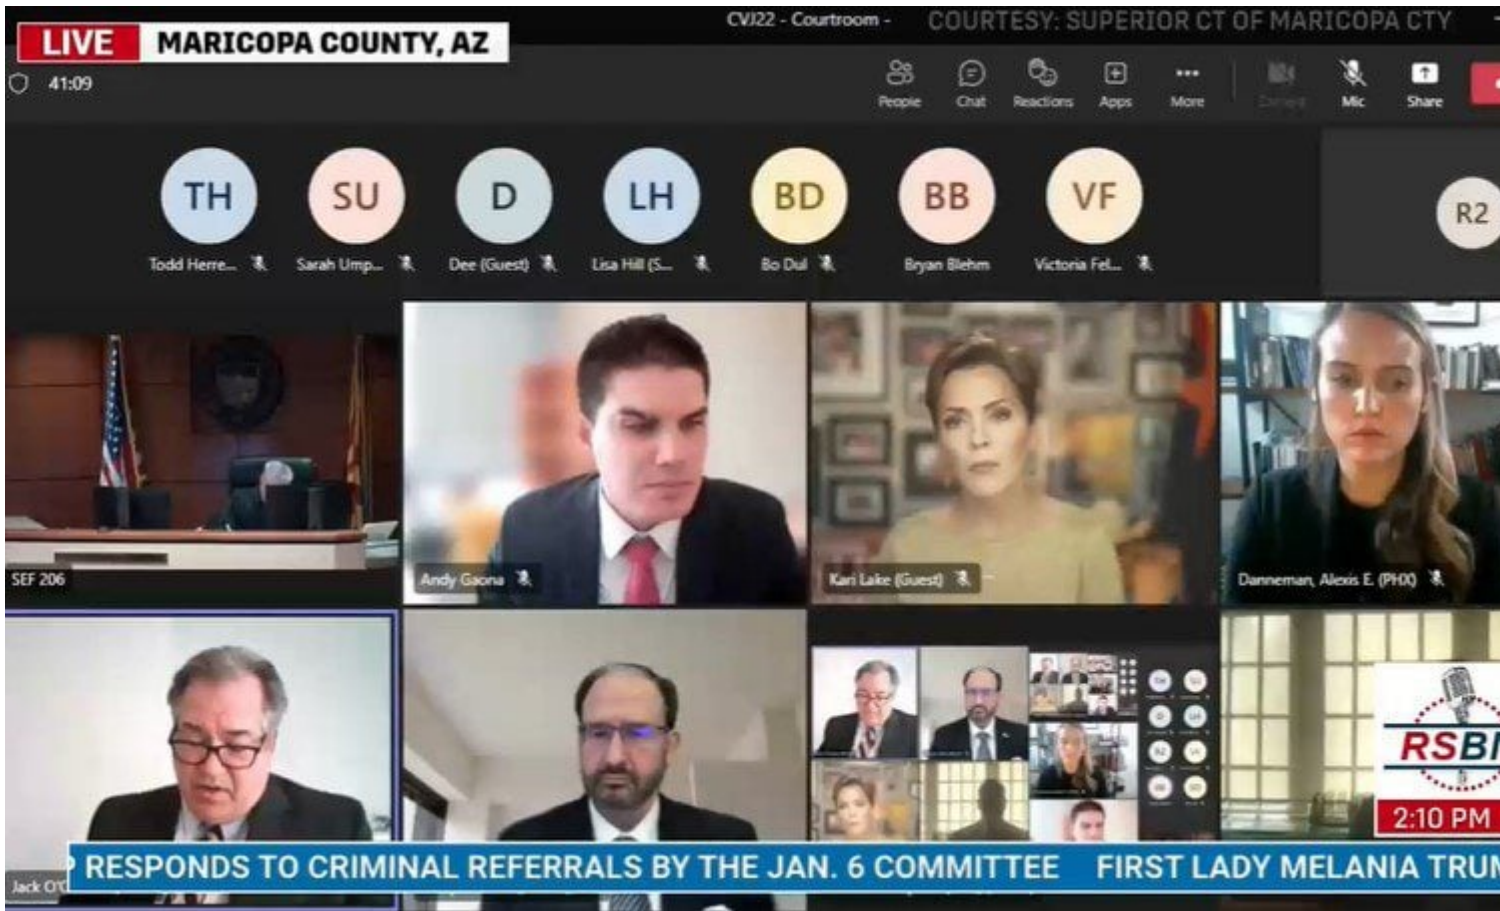 CVJ22 - Courtroom -
COURTESY: SUPERIOR CT OF MARICOPA CTY
LIVE
MARICOPA COUNTY, AZ
41:09
People
Chat
Reactions
Apps
More
Mic
Share
TH
SU
D
LH
BD
BB
VF
R2
Todd Herre...
Sarah Ump...
Dee (Guest)
Lisa Hill (S...
Bo Dul
Bryan Blehm
Victoria Fel...
SEF 206
Andy Gaona
Kari Lake (Guest)
Danneman, Alexis E. (PHX)
RSB
2:10 PM
RESPONDS TO CRIMINAL REFERRALS BY THE JAN. 6 COMMITTEE FIRST LADY MELANIA TRU
Jack O'